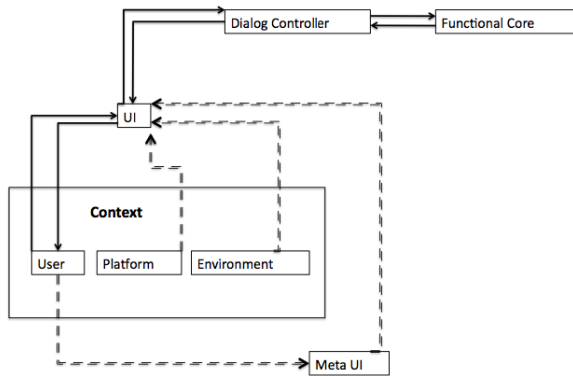 Dialog Controller
Functional Core
UI
Context
User
Platform
Environment
Meta UI